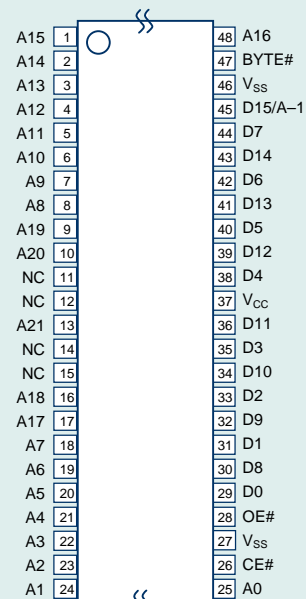 A15 1 48 A16
A14 2 47 BYTE#
A13 3 46 VSS
A12 4 45 D15/A–1
A11 5 44 D7
A10 6 43 D14
A9 7 42 D6
A8 8 41 D13
A19 9 40 D5
A20 10 39 D12
NC 11 38 D4
NC 12 37 VCC
A21 13 36 D11
NC 14 35 D3
NC 15 34 D10
A18 16 33 D2
A17 17 32 D9
A7 18 31 D1
A6 19 30 D8
A5 20 29 D0
A4 21 28 OE#
A3 22 27 VSS
A2 23 26 CE#
A1 24 25 A0